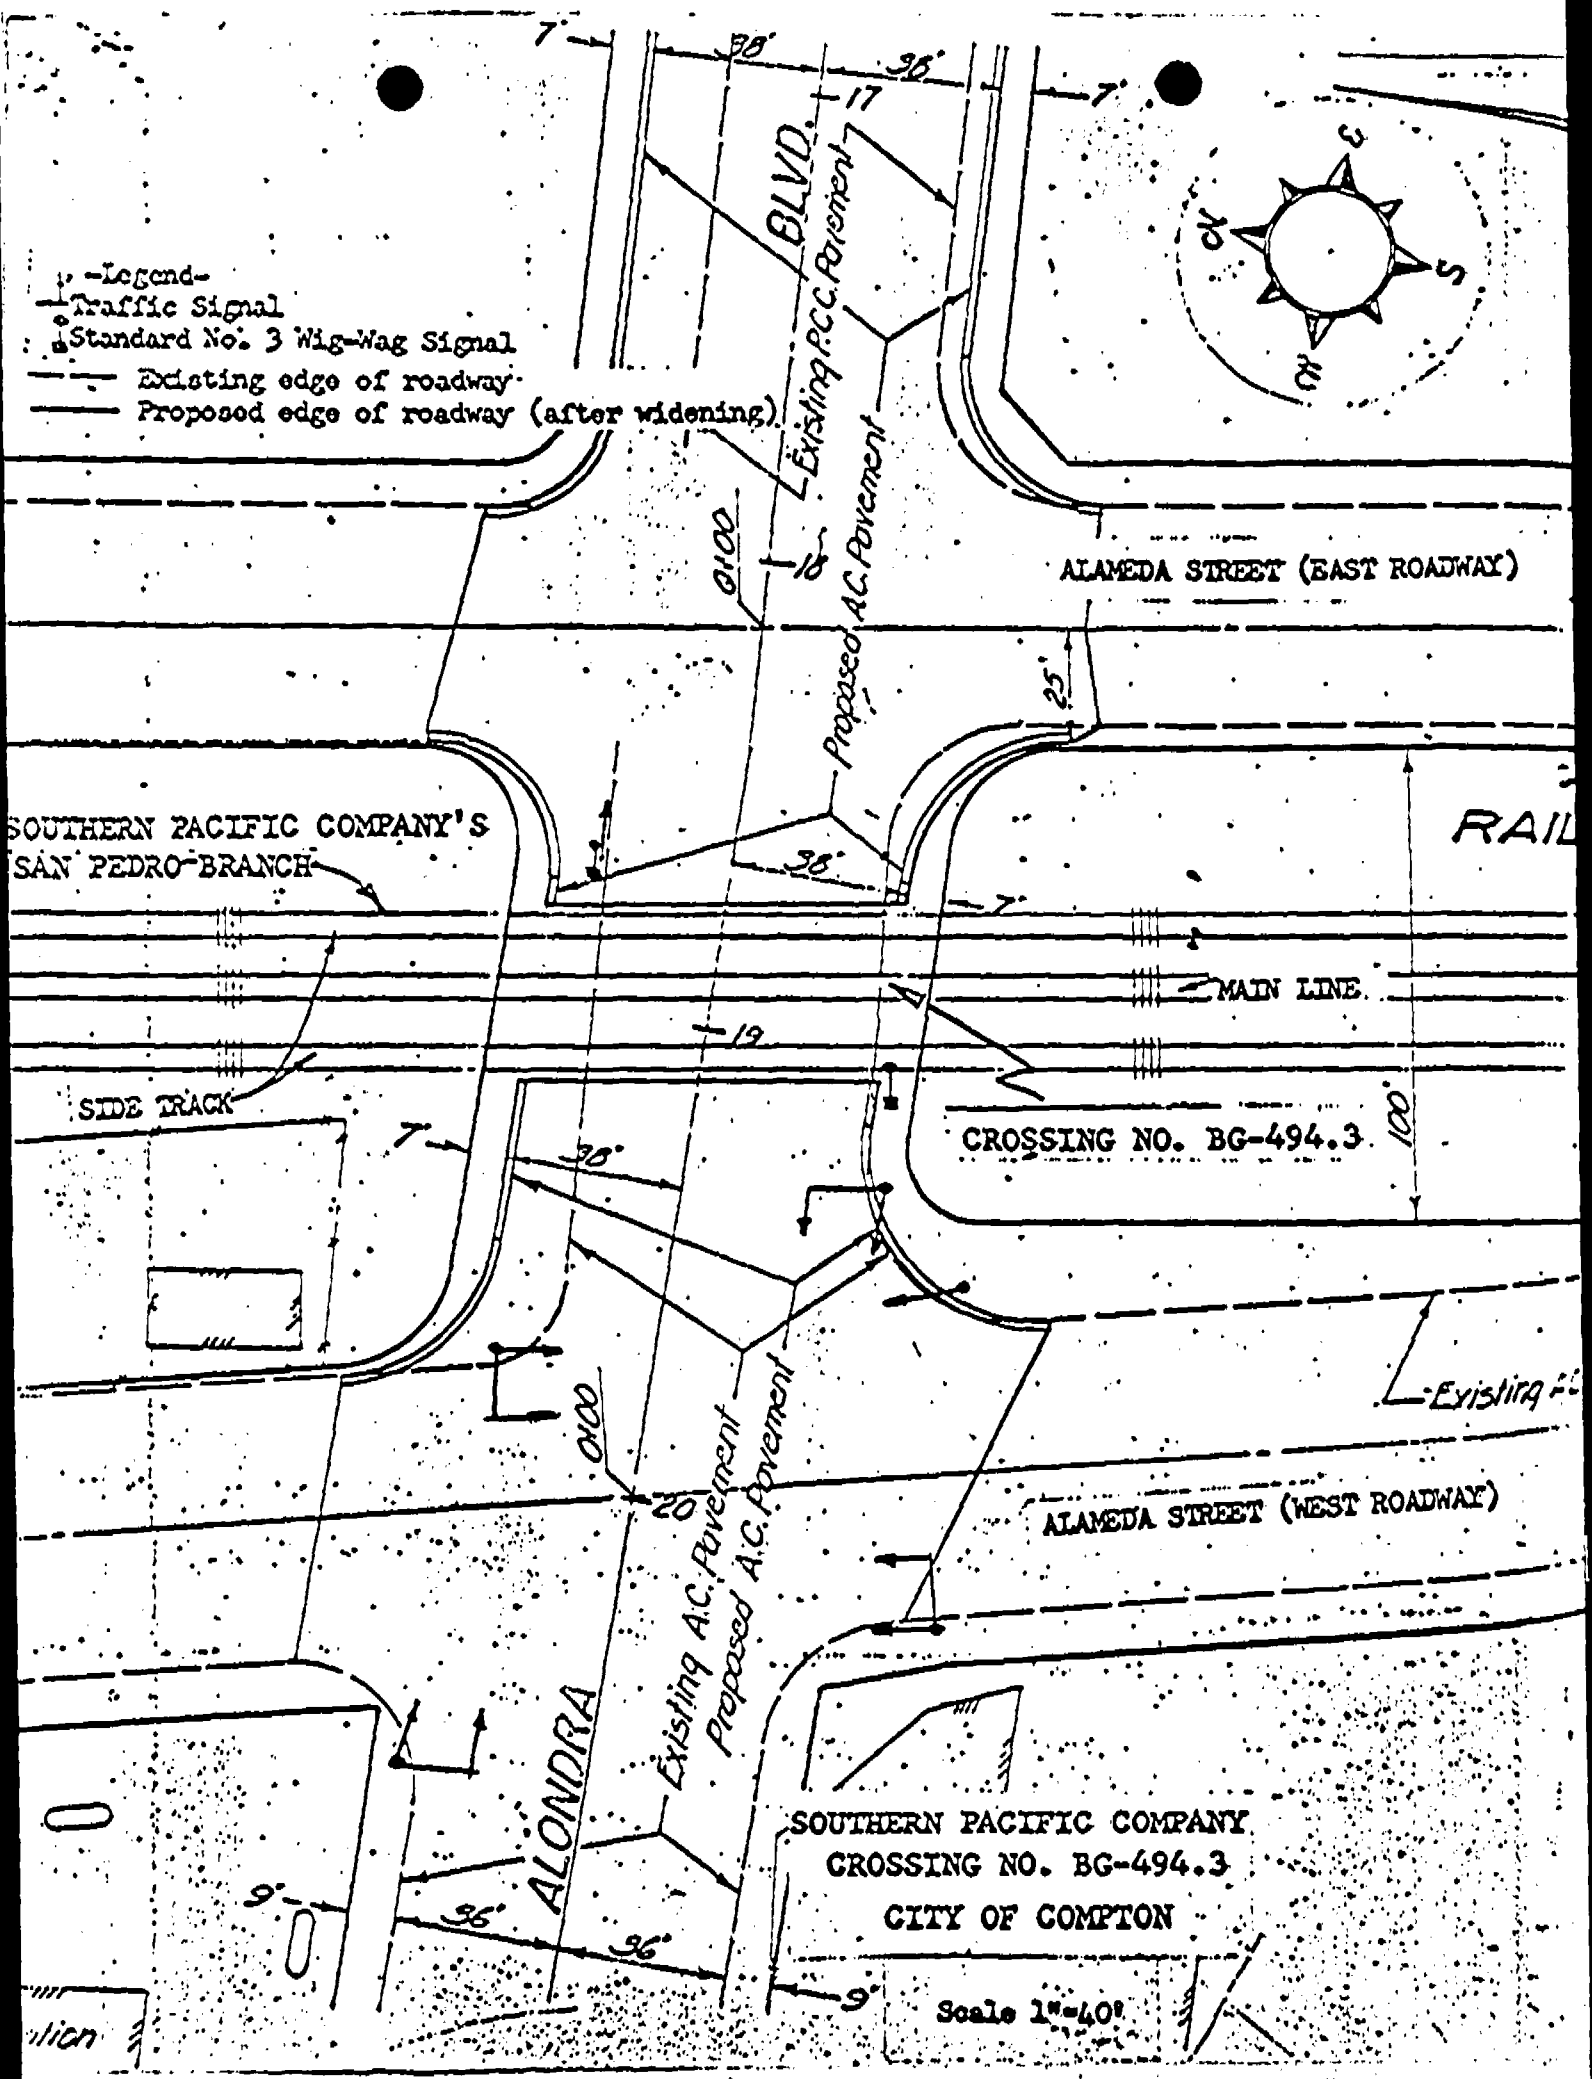 7'
38'
38'
7'
17
BLVD.
Existing P.C.C. Pavement
Proposed A.C. Pavement
E
N
S
W
-Legend-
Traffic Signal
Standard No. 3 Wig-Wag Signal
Existing edge of roadway
Proposed edge of roadway (after widening)
0+00
18
ALAMEDA STREET (EAST ROADWAY)
25'
SOUTHERN PACIFIC COMPANY'S
SAN PEDRO BRANCH
RAIL
38'
7'
MAIN LINE
19
SIDE TRACK
7'
38'
CROSSING NO. BG-494.3
100'
Existing
0+00
20
ALAMEDA STREET (WEST ROADWAY)
Existing A.C. Pavement
Proposed A.C. Pavement
ALONDRA
SOUTHERN PACIFIC COMPANY
CROSSING NO. BG-494.3
CITY OF COMPTON
9'
36'
36'
9'
Scale 1"=40'